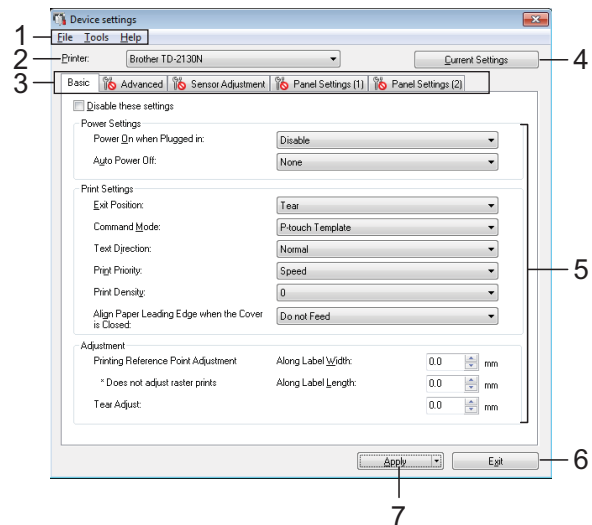 Device settings
1
File Tools Help
2
Printer: Brother TD-2130N Current Settings
4
3
Basic Advanced Sensor Adjustment Panel Settings (1) Panel Settings (2)
Disable these settings
Power Settings
Power On when Plugged in: Disable
Auto Power Off: None
Print Settings
Exit Position: Tear
Command Mode: P-touch Template
Text Direction: Normal
Print Priority: Speed
5
Print Density: 0
Align Paper Leading Edge when the Cover is Closed: Do not Feed
Adjustment
Printing Reference Point Adjustment Along Label Width: 0.0 mm
* Does not adjust raster prints Along Label Length: 0.0 mm
Tear Adjust: 0.0 mm
Apply Exit
6
7